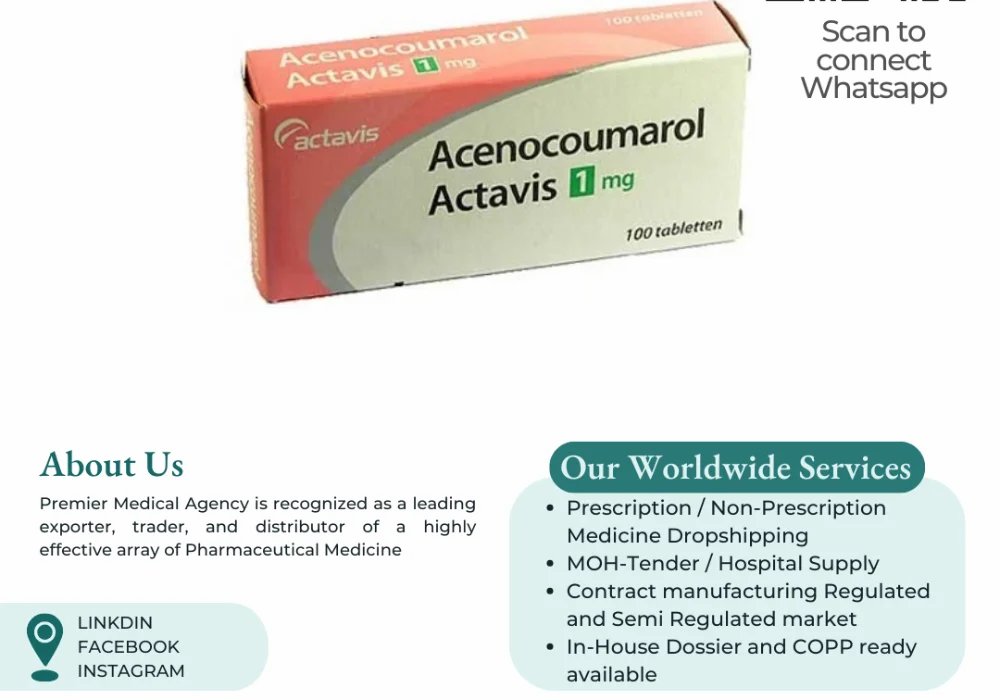 100 tabletten
Acenocoumarol
Actavis 1 mg
actavis
Acenocoumarol
Actavis 1 mg
100 tabletten
Scan to
connect
Whatsapp
About Us
Premier Medical Agency is recognized as a leading
exporter, trader, and distributor of a highly
effective array of Pharmaceutical Medicine
LINKDIN
FACEBOOK
INSTAGRAM
Our Worldwide Services
• Prescription / Non-Prescription
Medicine Dropshipping
• MOH-Tender / Hospital Supply
• Contract manufacturing Regulated
and Semi Regulated market
• In-House Dossier and COPP ready
available